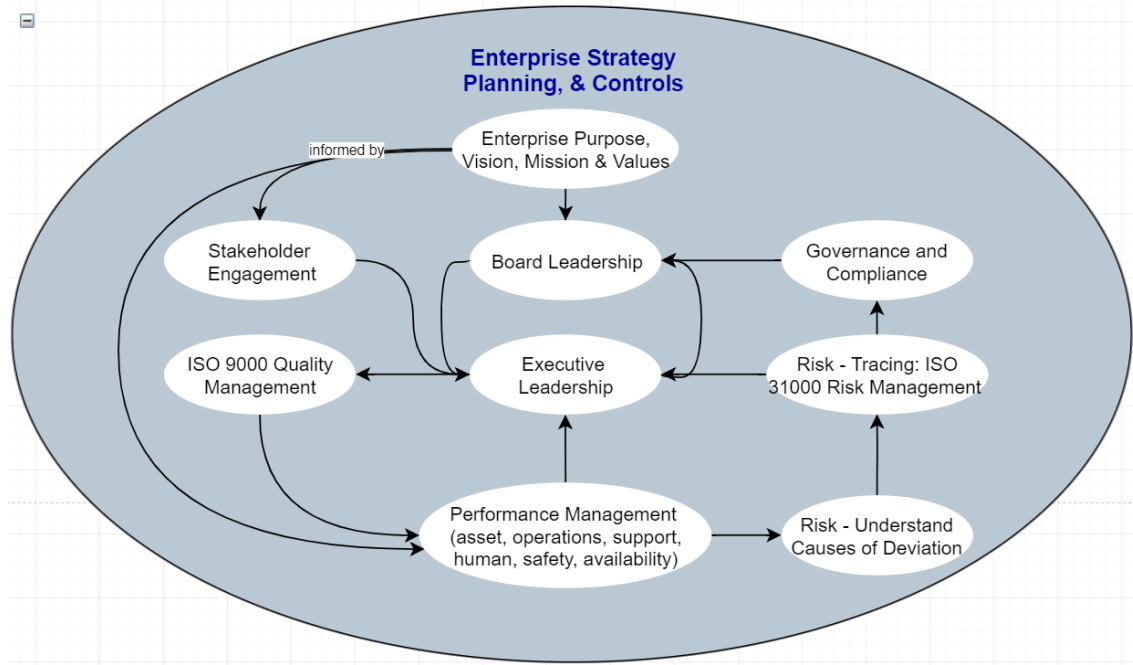 Enterprise Strategy
Planning, & Controls
Enterprise Purpose,
Vision, Mission & Values
informed by
Stakeholder
Engagement
Board Leadership
Governance and
Compliance
ISO 9000 Quality
Management
Executive
Leadership
Risk - Tracing: ISO
31000 Risk Management
Performance Management
(asset, operations, support,
human, safety, availability)
Risk - Understand
Causes of Deviation